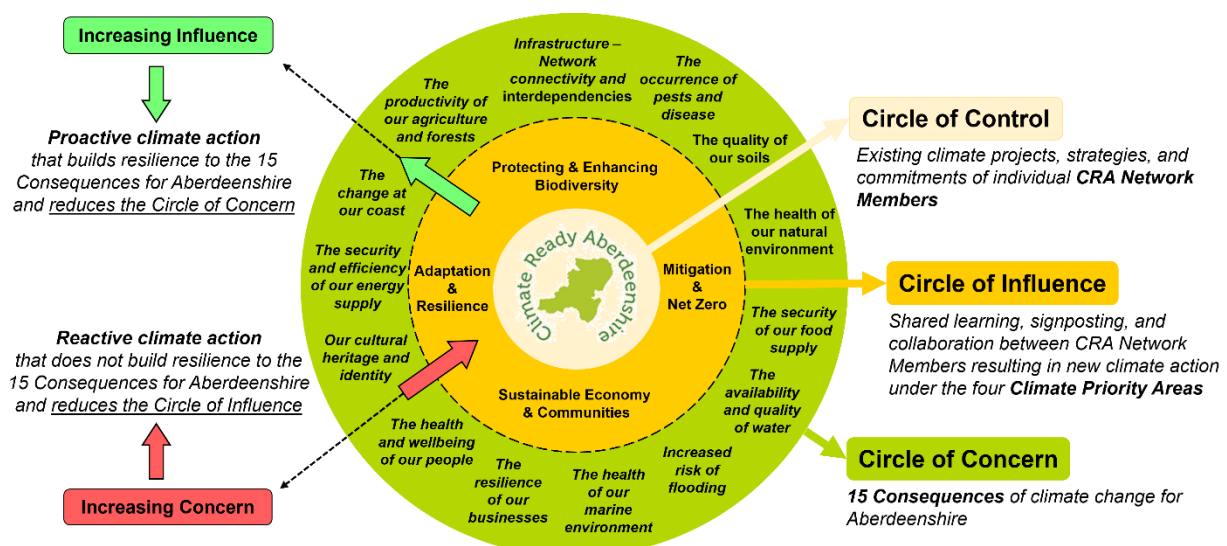 Increasing Influence
Proactive climate action
that builds resilience to the 15
Consequences for Aberdeenshire
and reduces the Circle of Concern
Reactive climate action
that does not build resilience to the
15 Consequences for Aberdeenshire
and reduces the Circle of Influence
Increasing Concern
Infrastructure –
Network
connectivity and
interdependencies
The
occurrence of
pests and
disease
The quality of
our soils
The health of
our natural
environment
The security
of our food
supply
The
availability
and quality
of water
Increased
risk of
flooding
The
health of
our
marine
environment
The
resilience
of our
businesses
The health
and wellbeing
of our people
Our cultural
heritage and
identity
The security
and efficiency
of our energy
supply
The
change at
our coast
The
productivity of
our agriculture
and forests
Protecting & Enhancing
Biodiversity
Adaptation
&
Resilience
Mitigation
&
Net Zero
Sustainable Economy
& Communities
Climate Ready Aberdeenshire
Circle of Control
Existing climate projects, strategies, and
commitments of individual CRA Network
Members
Circle of Influence
Shared learning, signposting, and
collaboration between CRA Network
Members resulting in new climate action
under the four Climate Priority Areas
Circle of Concern
15 Consequences of climate change for
Aberdeenshire